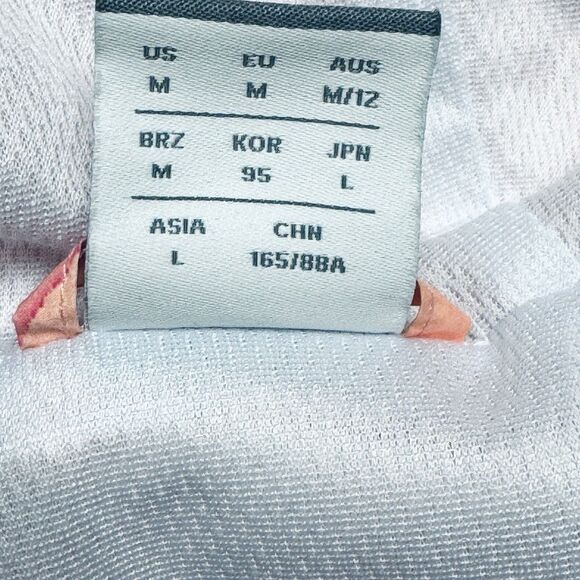 US EU AUS
M M M/12
BRZ KOR JPN
M 95 L
ASIA CHN
L 165/88A